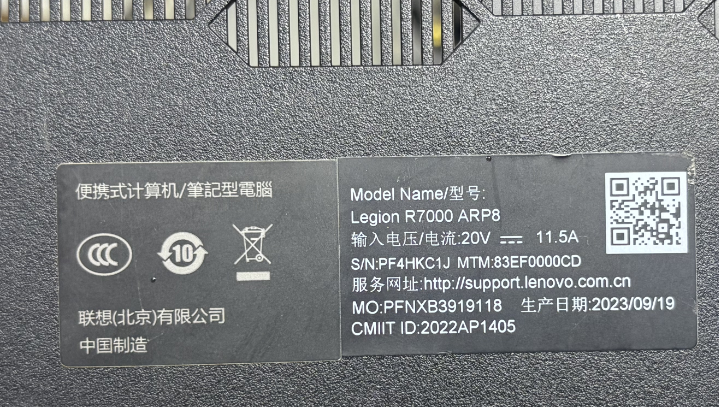 便携式计算机/筆記型電腦
CCC
10
联想(北京)有限公司
中国制造
Model Name/型号:
Legion R7000 ARP8
输入电压/电流:20V ⎓ 11.5A
S/N:PF4HKC1J MTM:83EF0000CD
服务网址:http://support.lenovo.com.cn
MO:PFNXB3919118 生产日期:2023/09/19
CMIIT ID:2022AP1405